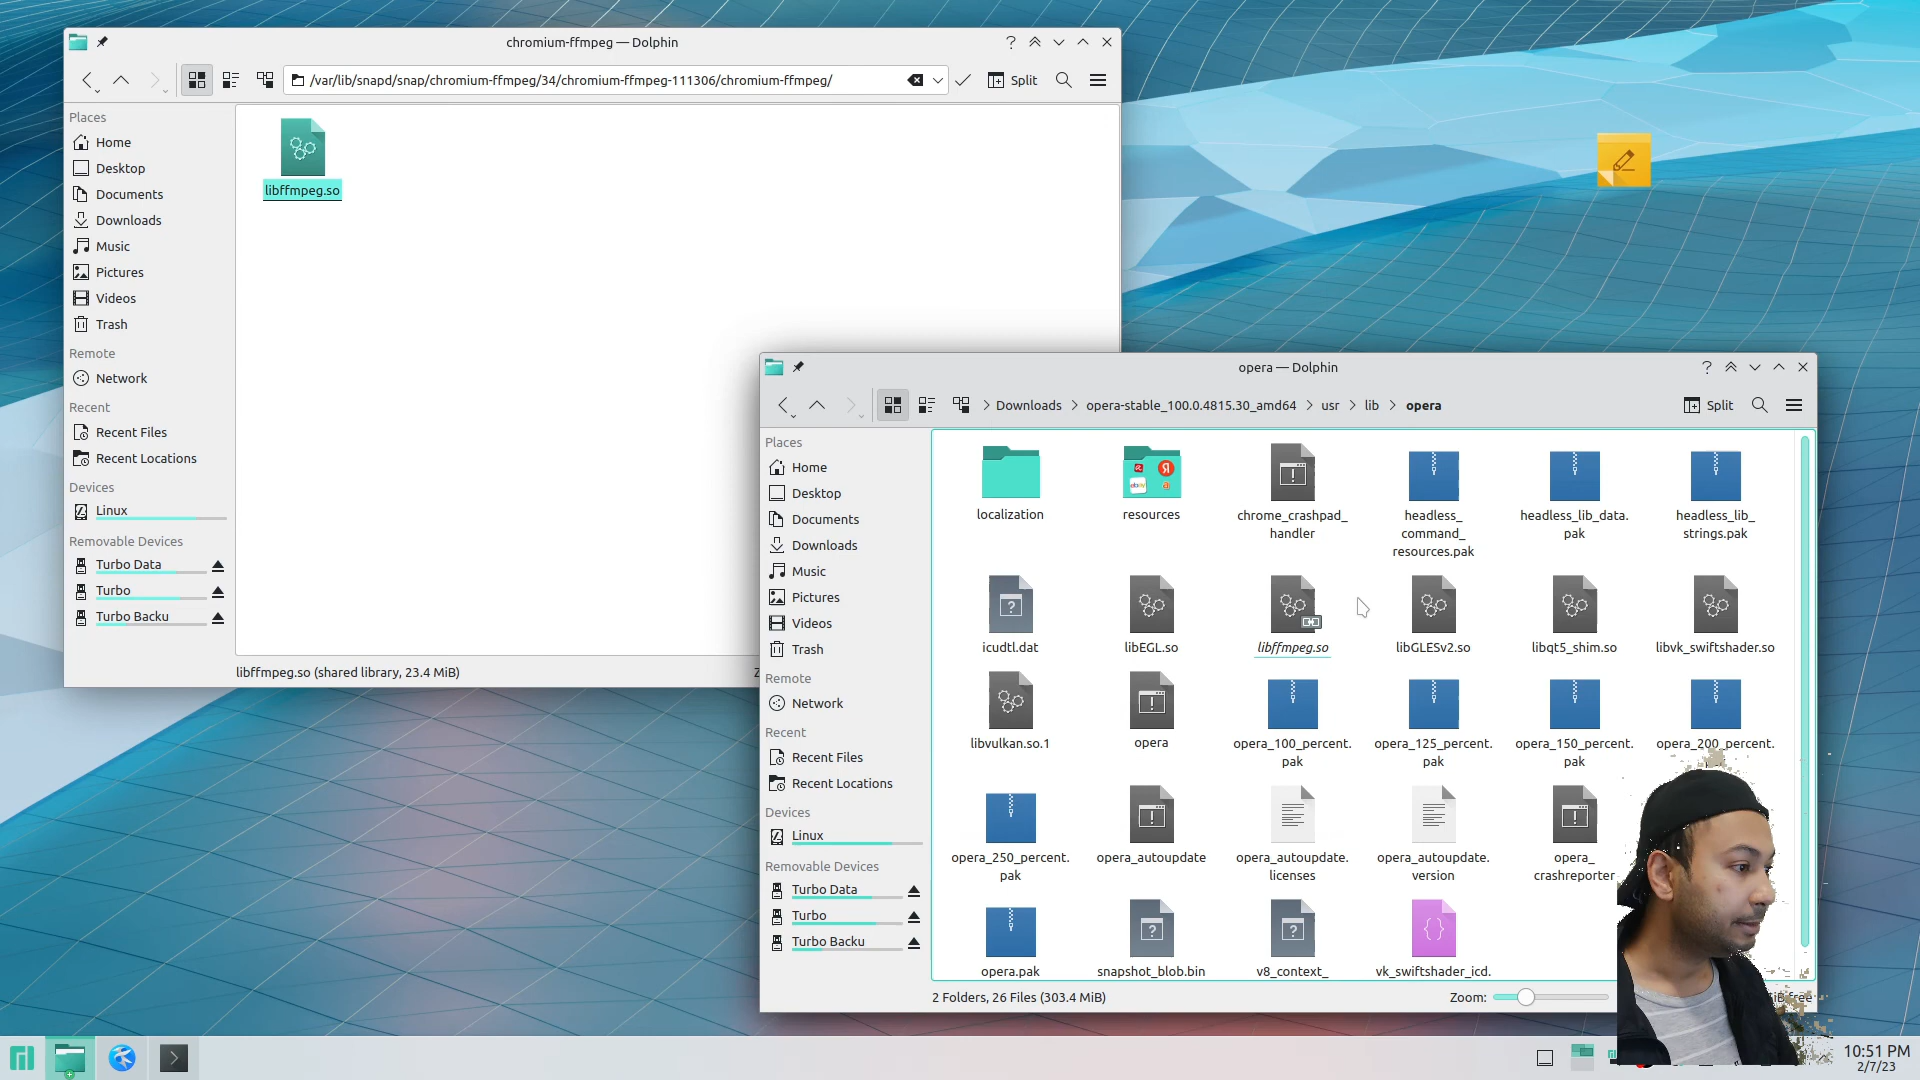 chromium-ffmpeg — Dolphin
/var/lib/snapd/snap/chromium-ffmpeg/34/chromium-ffmpeg-111306/chromium-ffmpeg/
Split
Places
Home
Desktop
Documents
Downloads
Music
Pictures
Videos
Trash
Remote
Network
Recent
Recent Files
Recent Locations
Devices
Linux
Removable Devices
Turbo Data
Turbo
Turbo Backu
libffmpeg.so
libffmpeg.so (shared library, 23.4 MiB)
opera — Dolphin
Downloads
opera-stable_100.0.4815.30_amd64
usr
lib
opera
Split
Places
Home
Desktop
Documents
Downloads
Music
Pictures
Videos
Trash
Remote
Network
Recent
Recent Files
Recent Locations
Devices
Linux
Removable Devices
Turbo Data
Turbo
Turbo Backu
localization
resources
chrome_crashpad_
handler
headless_
command_
resources.pak
headless_lib_data.
pak
headless_lib_
strings.pak
icudtl.dat
libEGL.so
libffmpeg.so
libGLESv2.so
libqt5_shim.so
libvk_swiftshader.so
libvulkan.so.1
opera
opera_100_percent.
pak
opera_125_percent.
pak
opera_150_percent.
pak
opera_200_percent.
opera_250_percent.
pak
opera_autoupdate
opera_autoupdate.
licenses
opera_autoupdate.
version
opera_
crashreporter
opera.pak
snapshot_blob.bin
v8_context_
vk_swiftshader_icd.
2 Folders, 26 Files (303.4 MiB)
Zoom:
free
10:51 PM
2/7/23